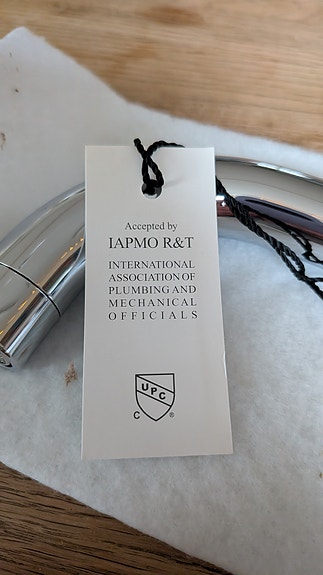 Accepted by
IAPMO R&T
INTERNATIONAL
ASSOCIATION OF
PLUMBING AND
MECHANICAL
OFFICIALS
UPC
C ®